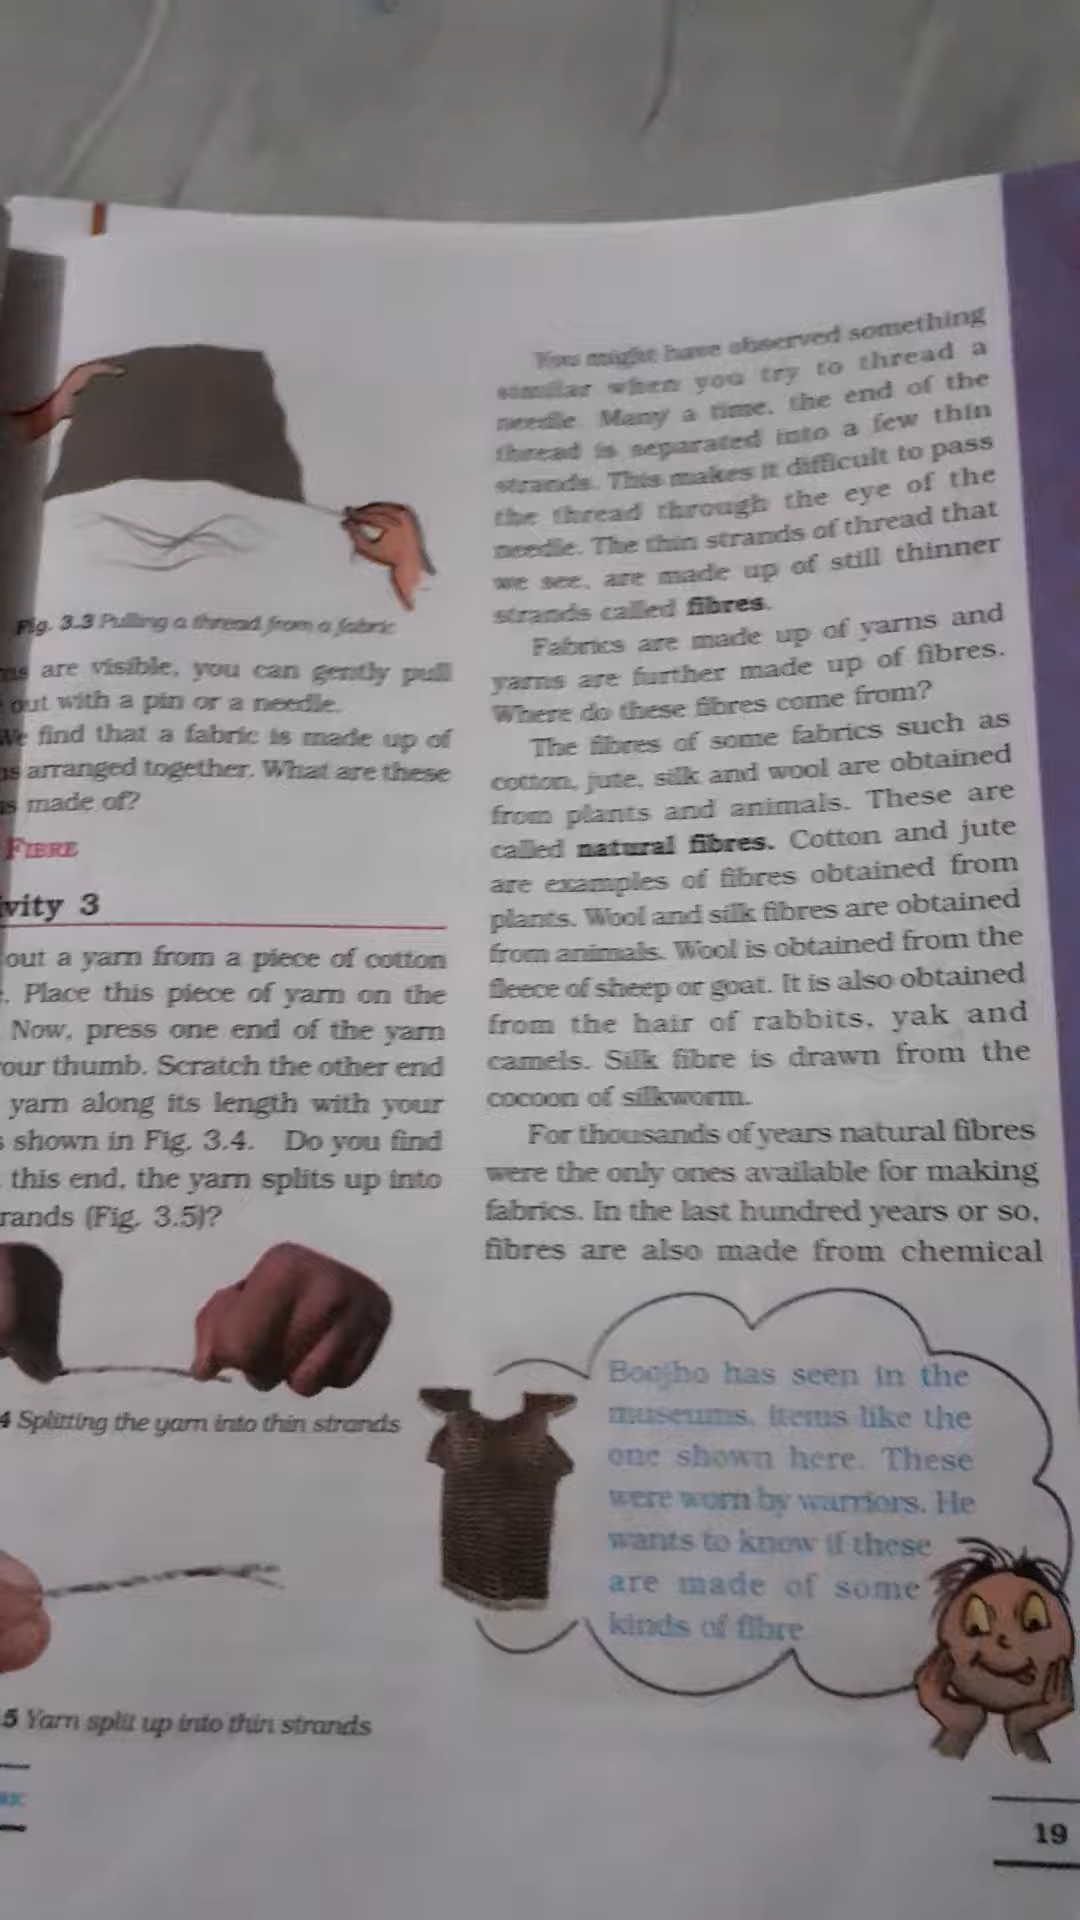 Fig. 3.3 Pulling a thread from a fabric
are visible, you can gently pull
out with a pin or a needle.
We find that a fabric is made up of
arranged together. What are these
made of?
FIBRE
out a yarn from a piece of cotton
Place this piece of yarn on the
Now, press one end of the yarn
thumb. Scratch the other end
yarn along its length with your
shown in Fig. 3.4. Do you find
this end, the yarn splits up into
(Fig. 3.5)?
4 Splitting the yarn into thin strands
5 Yarn split up into thin strands
You might have observed something
similar when you try to thread a
needle. Many a time, the end of the
thread is separated into a few thin
strands. This makes it difficult to pass
the thread through the eye of the
needle. The thin strands of thread that
we see, are made up of still thinner
strands called fibres.
Fabrics are made up of yarns and
yarns are further made up of fibres.
Where do these fibres come from?
The fibres of some fabrics such as
cotton, jute, silk and wool are obtained
from plants and animals. These are
called natural fibres. Cotton and jute
are examples of fibres obtained from
plants. Wool and silk fibres are obtained
from animals. Wool is obtained from the
fleece of sheep or goat. It is also obtained
from the hair of rabbits, yak and
camels. Silk fibre is drawn from the
cocoon of silkworm.
For thousands of years natural fibres
were the only ones available for making
fabrics. In the last hundred years or so,
fibres are also made from chemical
Boojho has seen in the
museums, items like the
one shown here. These
were worn by warriors. He
wants to know if these
are made of some
kinds of fibre
19